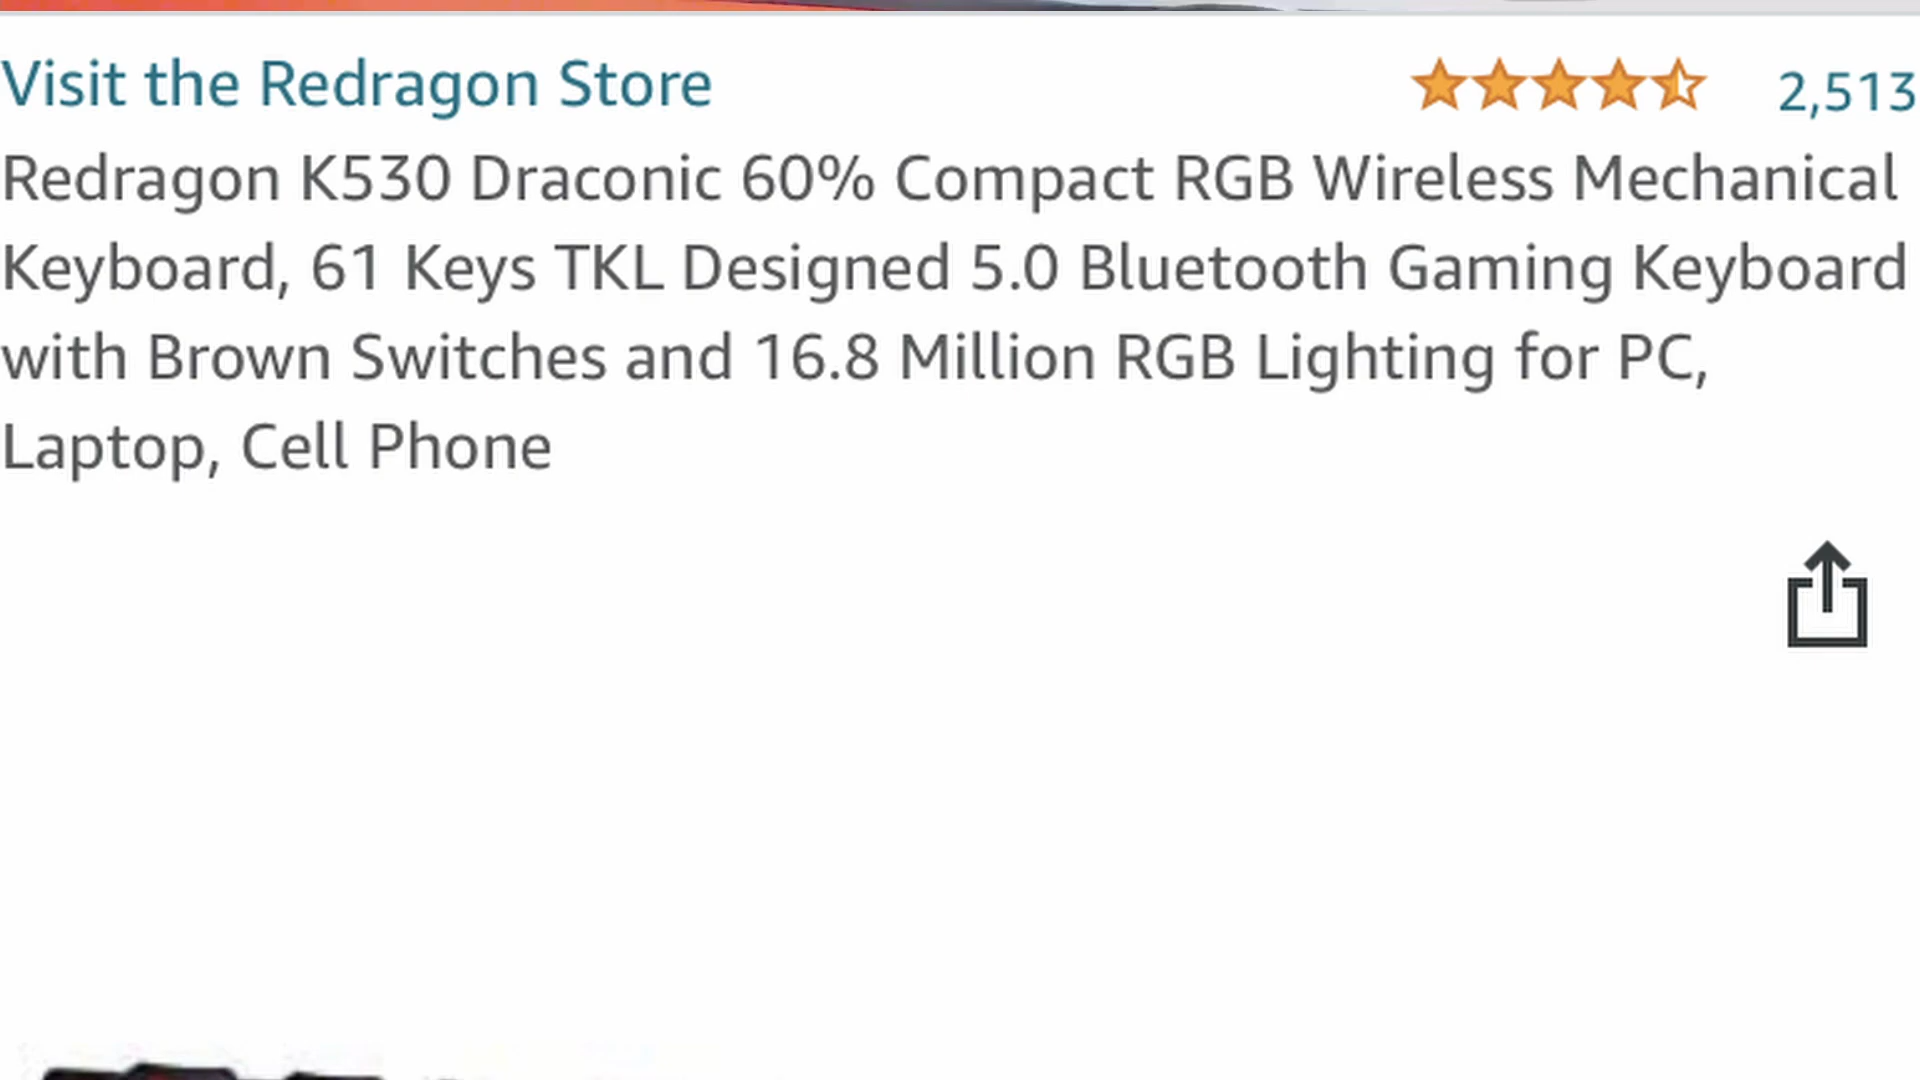 Visit the Redragon Store
2,513
Redragon K530 Draconic 60% Compact RGB Wireless Mechanical
Keyboard, 61 Keys TKL Designed 5.0 Bluetooth Gaming Keyboard
with Brown Switches and 16.8 Million RGB Lighting for PC,
Laptop, Cell Phone